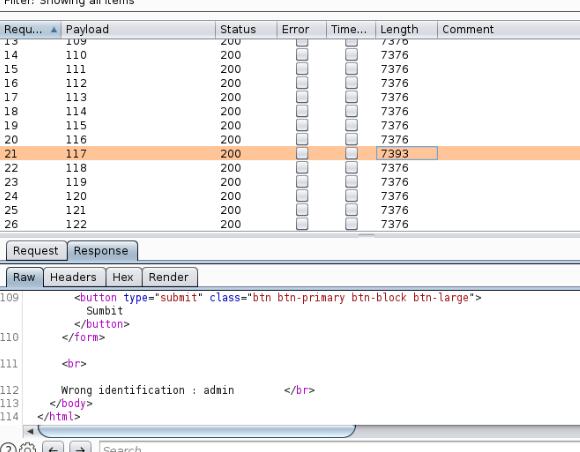 Filter: Showing all items
Requ... Payload Status Error Time... Length Comment
13 109 200 7376
14 110 200 7376
15 111 200 7376
16 112 200 7376
17 113 200 7376
18 114 200 7376
19 115 200 7376
20 116 200 7376
21 117 200 7393
22 118 200 7376
23 119 200 7376
24 120 200 7376
25 121 200 7376
26 122 200 7376
Request Response
Raw Headers Hex Render
109 <button type="submit" class="btn btn-primary btn-block btn-large">
Sumbit
</button>
110 </form>
111 <br>
112 Wrong identification : admin </br>
113 </body>
114 </html>
? Search...